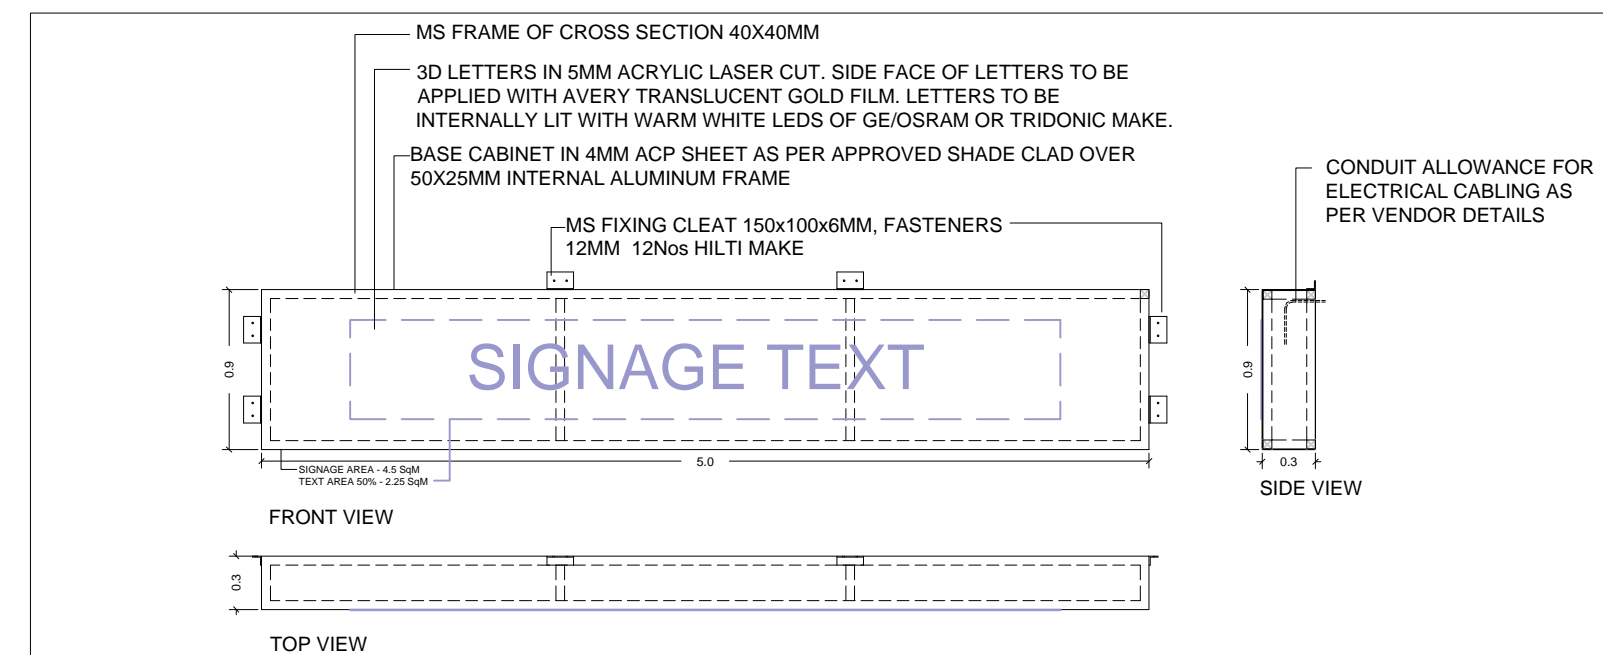 MS FRAME OF CROSS SECTION 40X40MM
3D LETTERS IN 5MM ACRYLIC LASER CUT. SIDE FACE OF LETTERS TO BE
APPLIED WITH AVERY TRANSLUCENT GOLD FILM. LETTERS TO BE
INTERNALLY LIT WITH WARM WHITE LEDS OF GE/OSRAM OR TRIDONIC MAKE.
BASE CABINET IN 4MM ACP SHEET AS PER APPROVED SHADE CLAD OVER
50X25MM INTERNAL ALUMINUM FRAME
MS FIXING CLEAT 150x100x6MM, FASTENERS
12MM 12Nos HILTI MAKE
CONDUIT ALLOWANCE FOR
ELECTRICAL CABLING AS
PER VENDOR DETAILS
0.9
SIGNAGE TEXT
0.9
SIGNAGE AREA - 4.5 SqM
TEXT AREA 50% - 2.25 SqM
5.0
0.3
SIDE VIEW
FRONT VIEW
0.3
TOP VIEW